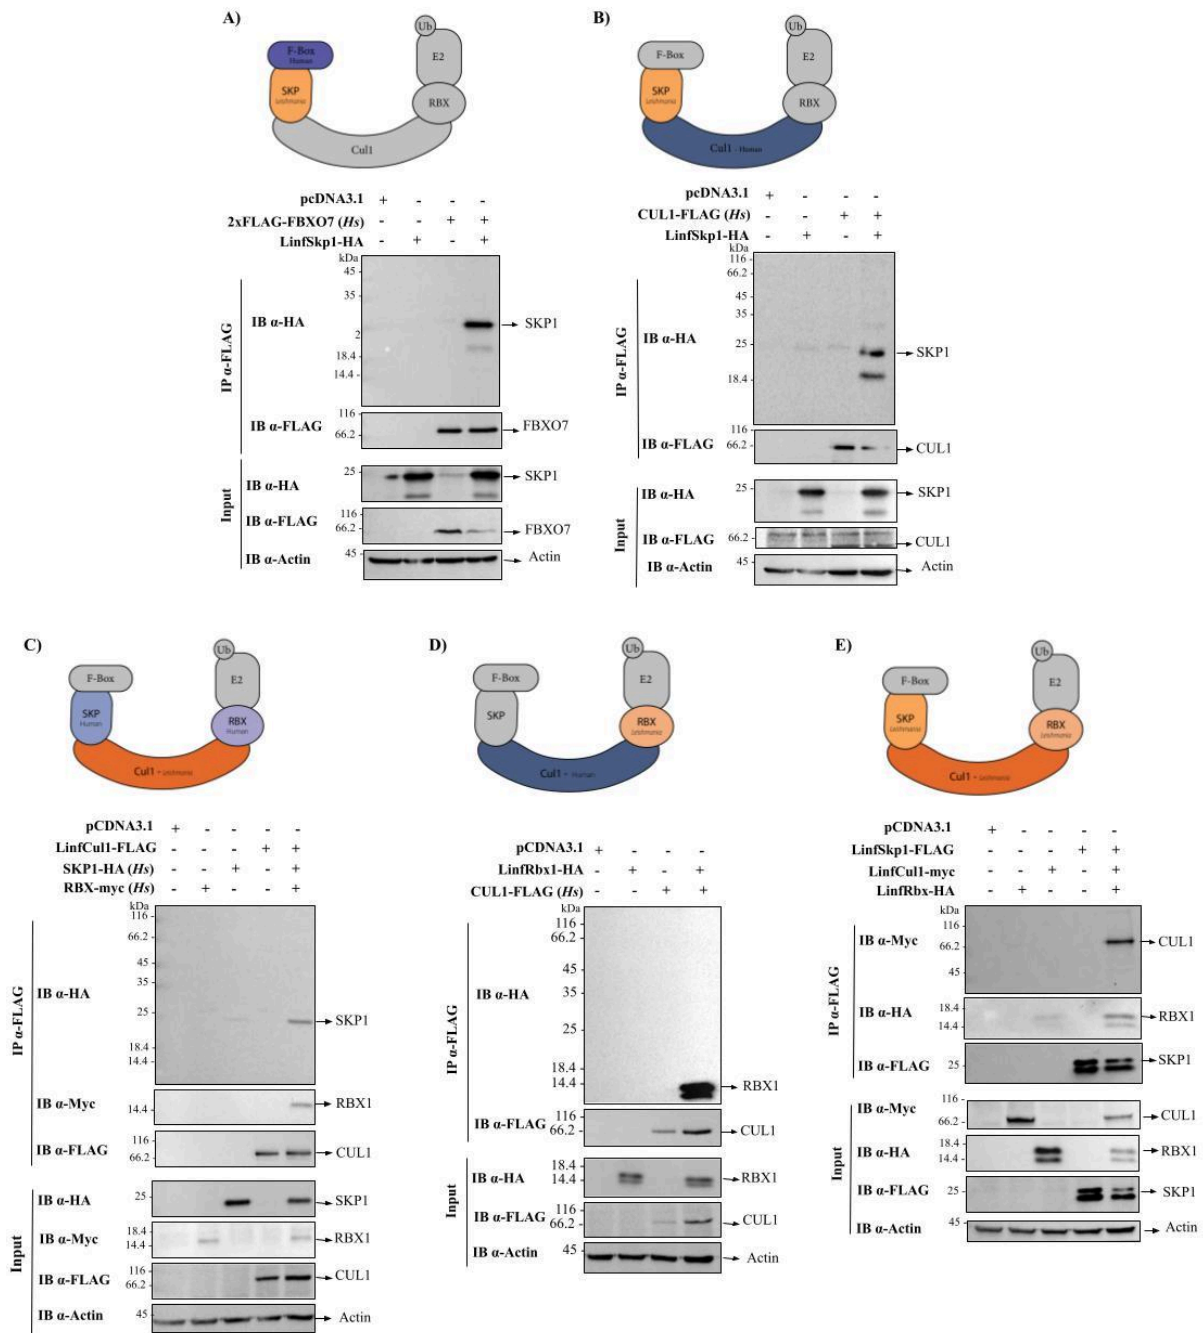 A)
Ub
F-Box
Human
E2
SKP
Leishmania
RBX
Cul1
pcDNA3.1 + - - -
2xFLAG-FBXO7 (Hs) - - + +
LinfSkp1-HA - + - +
kDa
45
35
2
18.4
14.4
IP α-FLAG
IB α-HA
SKP1
116
66.2
IB α-FLAG
FBXO7
Input
25
IB α-HA
SKP1
116
66.2
IB α-FLAG
FBXO7
45
IB α-Actin
Actin
B)
Ub
F-Box
E2
SKP
Leishmania
RBX
Cul1 - Human
pcDNA3.1 + - - -
CUL1-FLAG (Hs) - - + +
LinfSkp1-HA - + - +
kDa
116
66.2
45
35
25
18.4
IP α-FLAG
IB α-HA
SKP1
116
66.2
IB α-FLAG
CUL1
Input
25
IB α-HA
SKP1
66.2
IB α-FLAG
CUL1
45
IB α-Actin
Actin
C)
Ub
F-Box
E2
SKP
Human
RBX
Human
Cul1 - Leishmania
pCDNA3.1 + - - - -
LinfCul1-FLAG - - - + +
SKP1-HA (Hs) - - + - +
RBX-myc (Hs) - + - - +
kDa
116
66.2
45
35
25
18.4
14.4
IP α-FLAG
IB α-HA
SKP1
14.4
IB α-Myc
RBX1
116
66.2
IB α-FLAG
CUL1
Input
25
IB α-HA
SKP1
18.4
14.4
IB α-Myc
RBX1
116
66.2
IB α-FLAG
CUL1
45
IB α-Actin
Actin
D)
Ub
F-Box
E2
SKP
RBX
Leishmania
Cul1 - Human
pCDNA3.1 + - - -
LinfRbx1-HA - + - +
CUL1-FLAG (Hs) - - + +
kDa
116
66.2
45
35
25
18.4
14.4
IP α-FLAG
IB α-HA
RBX1
116
66.2
IB α-FLAG
CUL1
Input
18.4
14.4
IB α-HA
RBX1
116
66.2
IB α-FLAG
CUL1
45
IB α-Actin
Actin
E)
Ub
F-Box
E2
SKP
Leishmania
RBX
Leishmania
Cul1 - Leishmania
pCDNA3.1 + - - - -
LinfSkp1-FLAG - - - + +
LinfCul1-myc - - + - +
LinfRbx-HA - + - - +
kDa
116
66.2
45
IP α-FLAG
IB α-Myc
CUL1
18.4
14.4
IB α-HA
RBX1
25
IB α-FLAG
SKP1
Input
116
66.2
IB α-Myc
CUL1
18.4
14.4
IB α-HA
RBX1
25
IB α-FLAG
SKP1
45
IB α-Actin
Actin